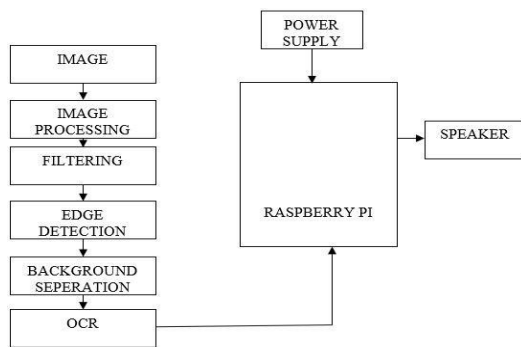 POWER
SUPPLY
IMAGE
IMAGE
PROCESSING
FILTERING
EDGE
DETECTION
BACKGROUND
SEPERATION
OCR
RASPBERRY PI
SPEAKER